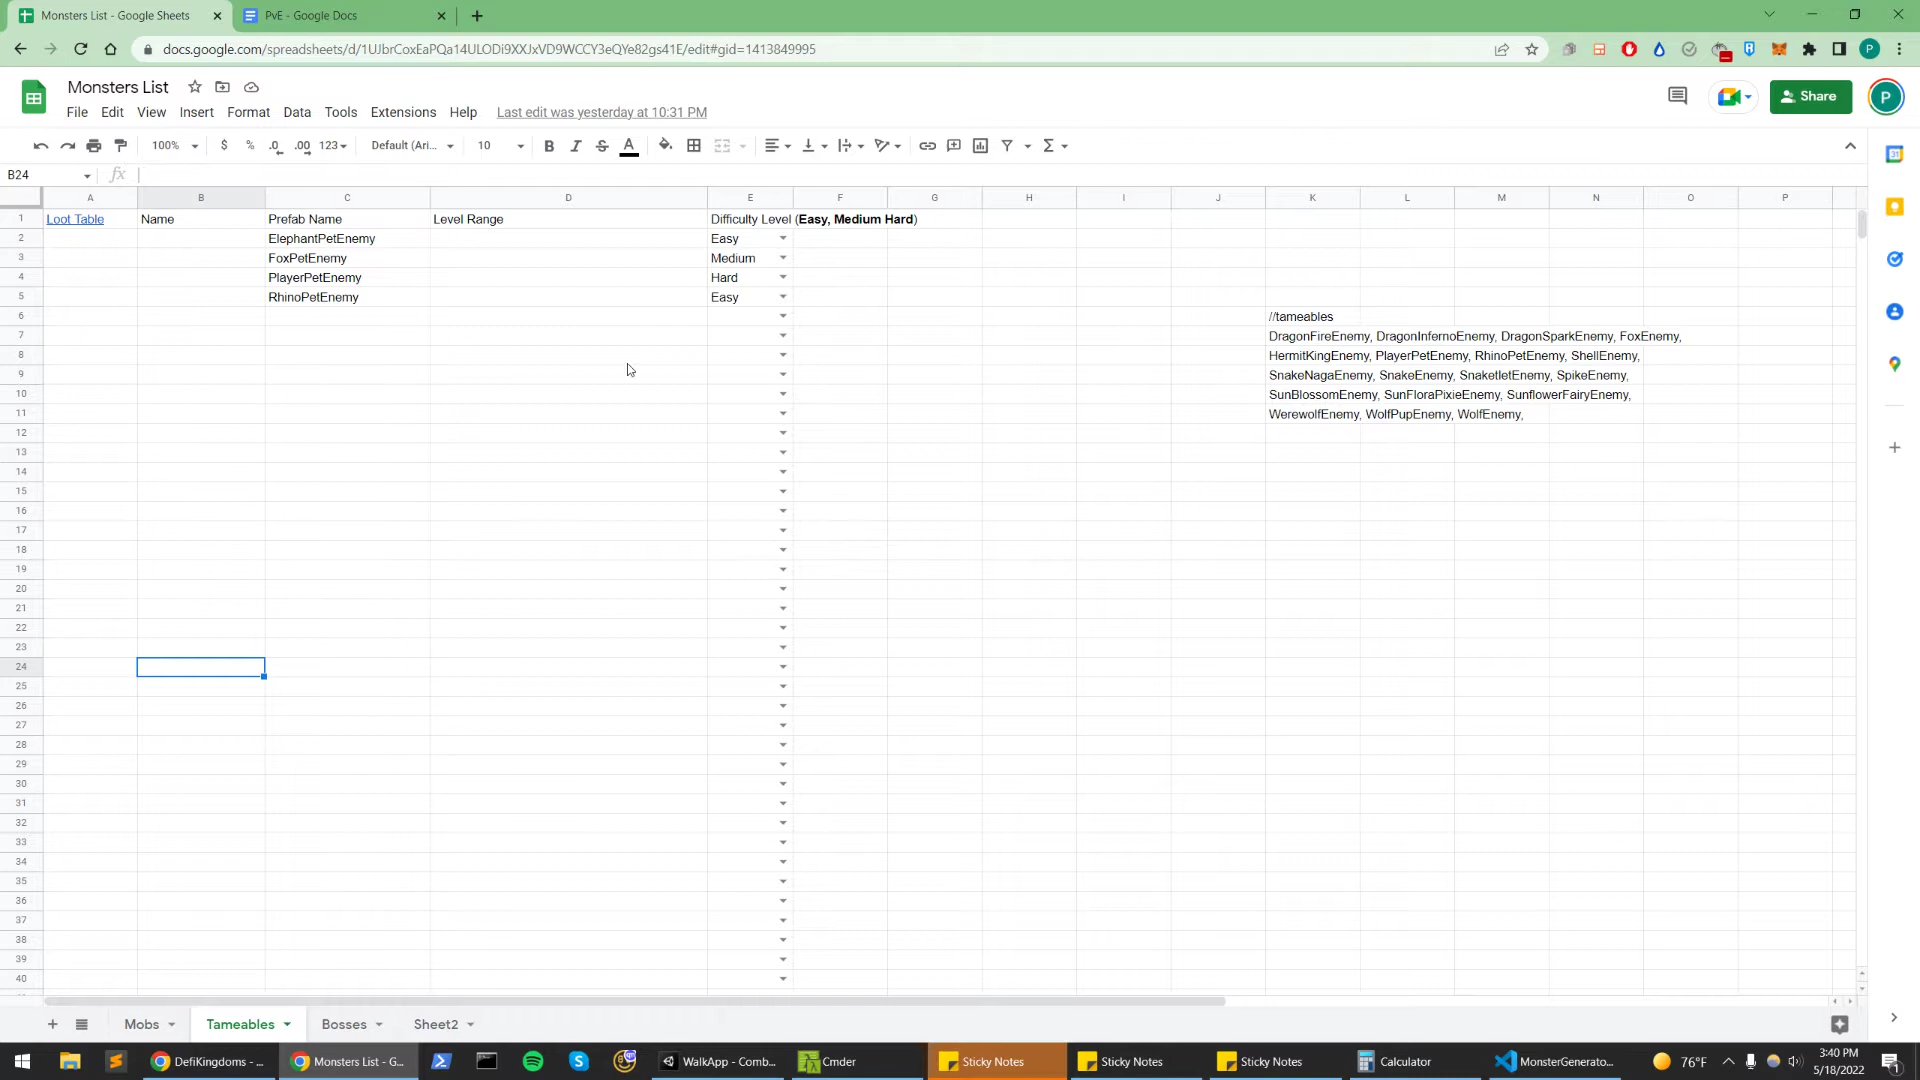 Monsters List - Google Sheets
PvE - Google Docs
docs.google.com/spreadsheets/d/1UJbrCoxEaPQa14ULODi9XXJxVD9WCCY3eQYe82gs41E/edit#gid=1413849995
Monsters List
File Edit View Insert Format Data Tools Extensions Help Last edit was yesterday at 10:31 PM
Share
P
100% $ % .0 .00 123 Default (Ari... 10 B I S A
B24 fx
A B C D E F G H I J K L M N O P
1 Loot Table Name Prefab Name Level Range Difficulty Level (Easy, Medium Hard)
2 ElephantPetEnemy Easy
3 FoxPetEnemy Medium
4 PlayerPetEnemy Hard
5 RhinoPetEnemy Easy
6 //tameables
7 DragonFireEnemy, DragonInfernoEnemy, DragonSparkEnemy, FoxEnemy,
8 HermitKingEnemy, PlayerPetEnemy, RhinoPetEnemy, ShellEnemy,
9 SnakeNagaEnemy, SnakeEnemy, SnaketletEnemy, SpikeEnemy,
10 SunBlossomEnemy, SunFloraPixieEnemy, SunflowerFairyEnemy,
11 WerewolfEnemy, WolfPupEnemy, WolfEnemy,
12
13
14
15
16
17
18
19
20
21
22
23
24
25
26
27
28
29
30
31
32
33
34
35
36
37
38
39
40
Mobs Tameables Bosses Sheet2
DefiKingdoms - ... Monsters List - G... WalkApp - Comb... Cmder Sticky Notes Sticky Notes Sticky Notes Calculator MonsterGenerato... 76°F 3:40 PM
5/18/2022